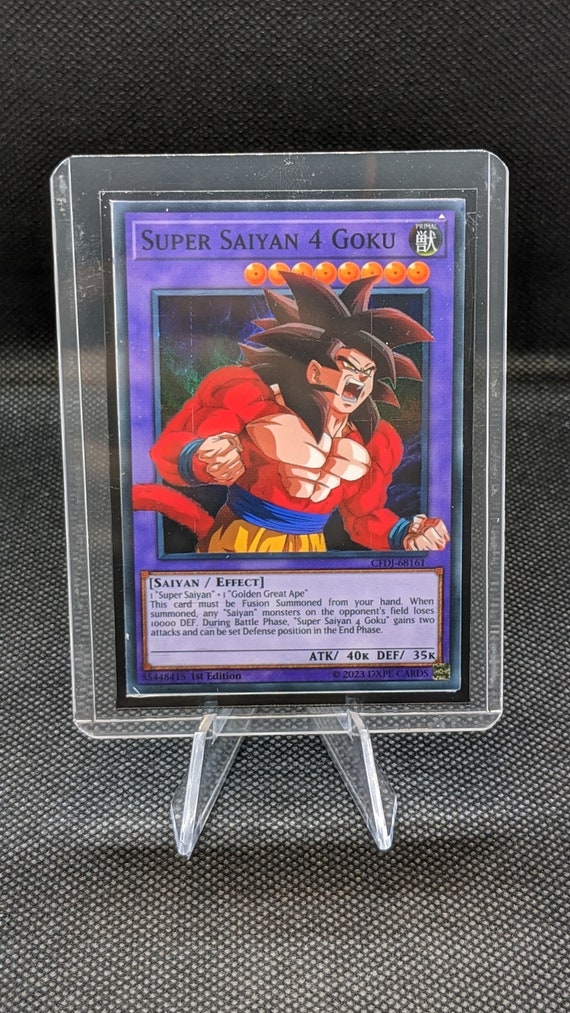 SUPER SAIYAN 4 GOKU
PRIMAL
獣
CFDI-68161
[SAIYAN / EFFECT]
1 "Super Saiyan" + 1 "Golden Great Ape"
This card must be Fusion Summoned from your hand. When
summoned, any "Saiyan" monsters on the opponent's field loses
10000 DEF. During Battle Phase, "Super Saiyan 4 Goku" gains two
attacks and can be set Defense position in the End Phase.
ATK/ 40K DEF/ 35K
35448415 1st Edition
© 2023 DXPE CARDS